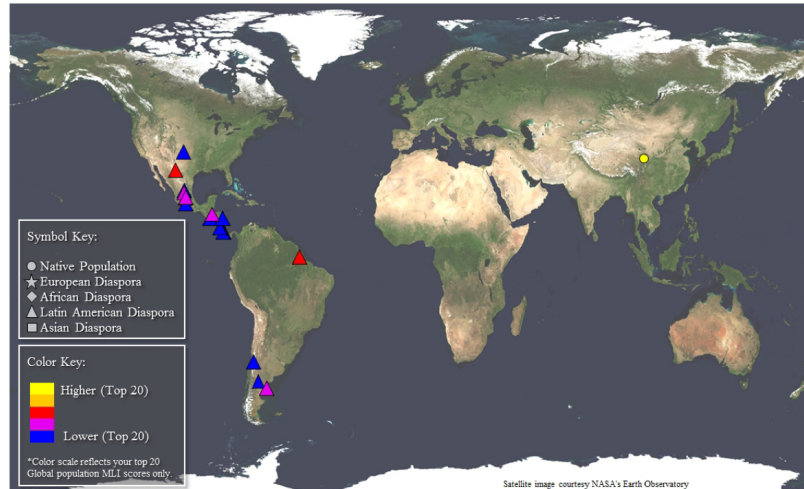 Symbol Key:
Native Population
European Diaspora
African Diaspora
Latin American Diaspora
Asian Diaspora
Color Key:
Higher (Top 20)
Lower (Top 20)
*Color scale reflects your top 20
Global population MLI scores only.
Satellite image courtesy NASA's Earth Observatory